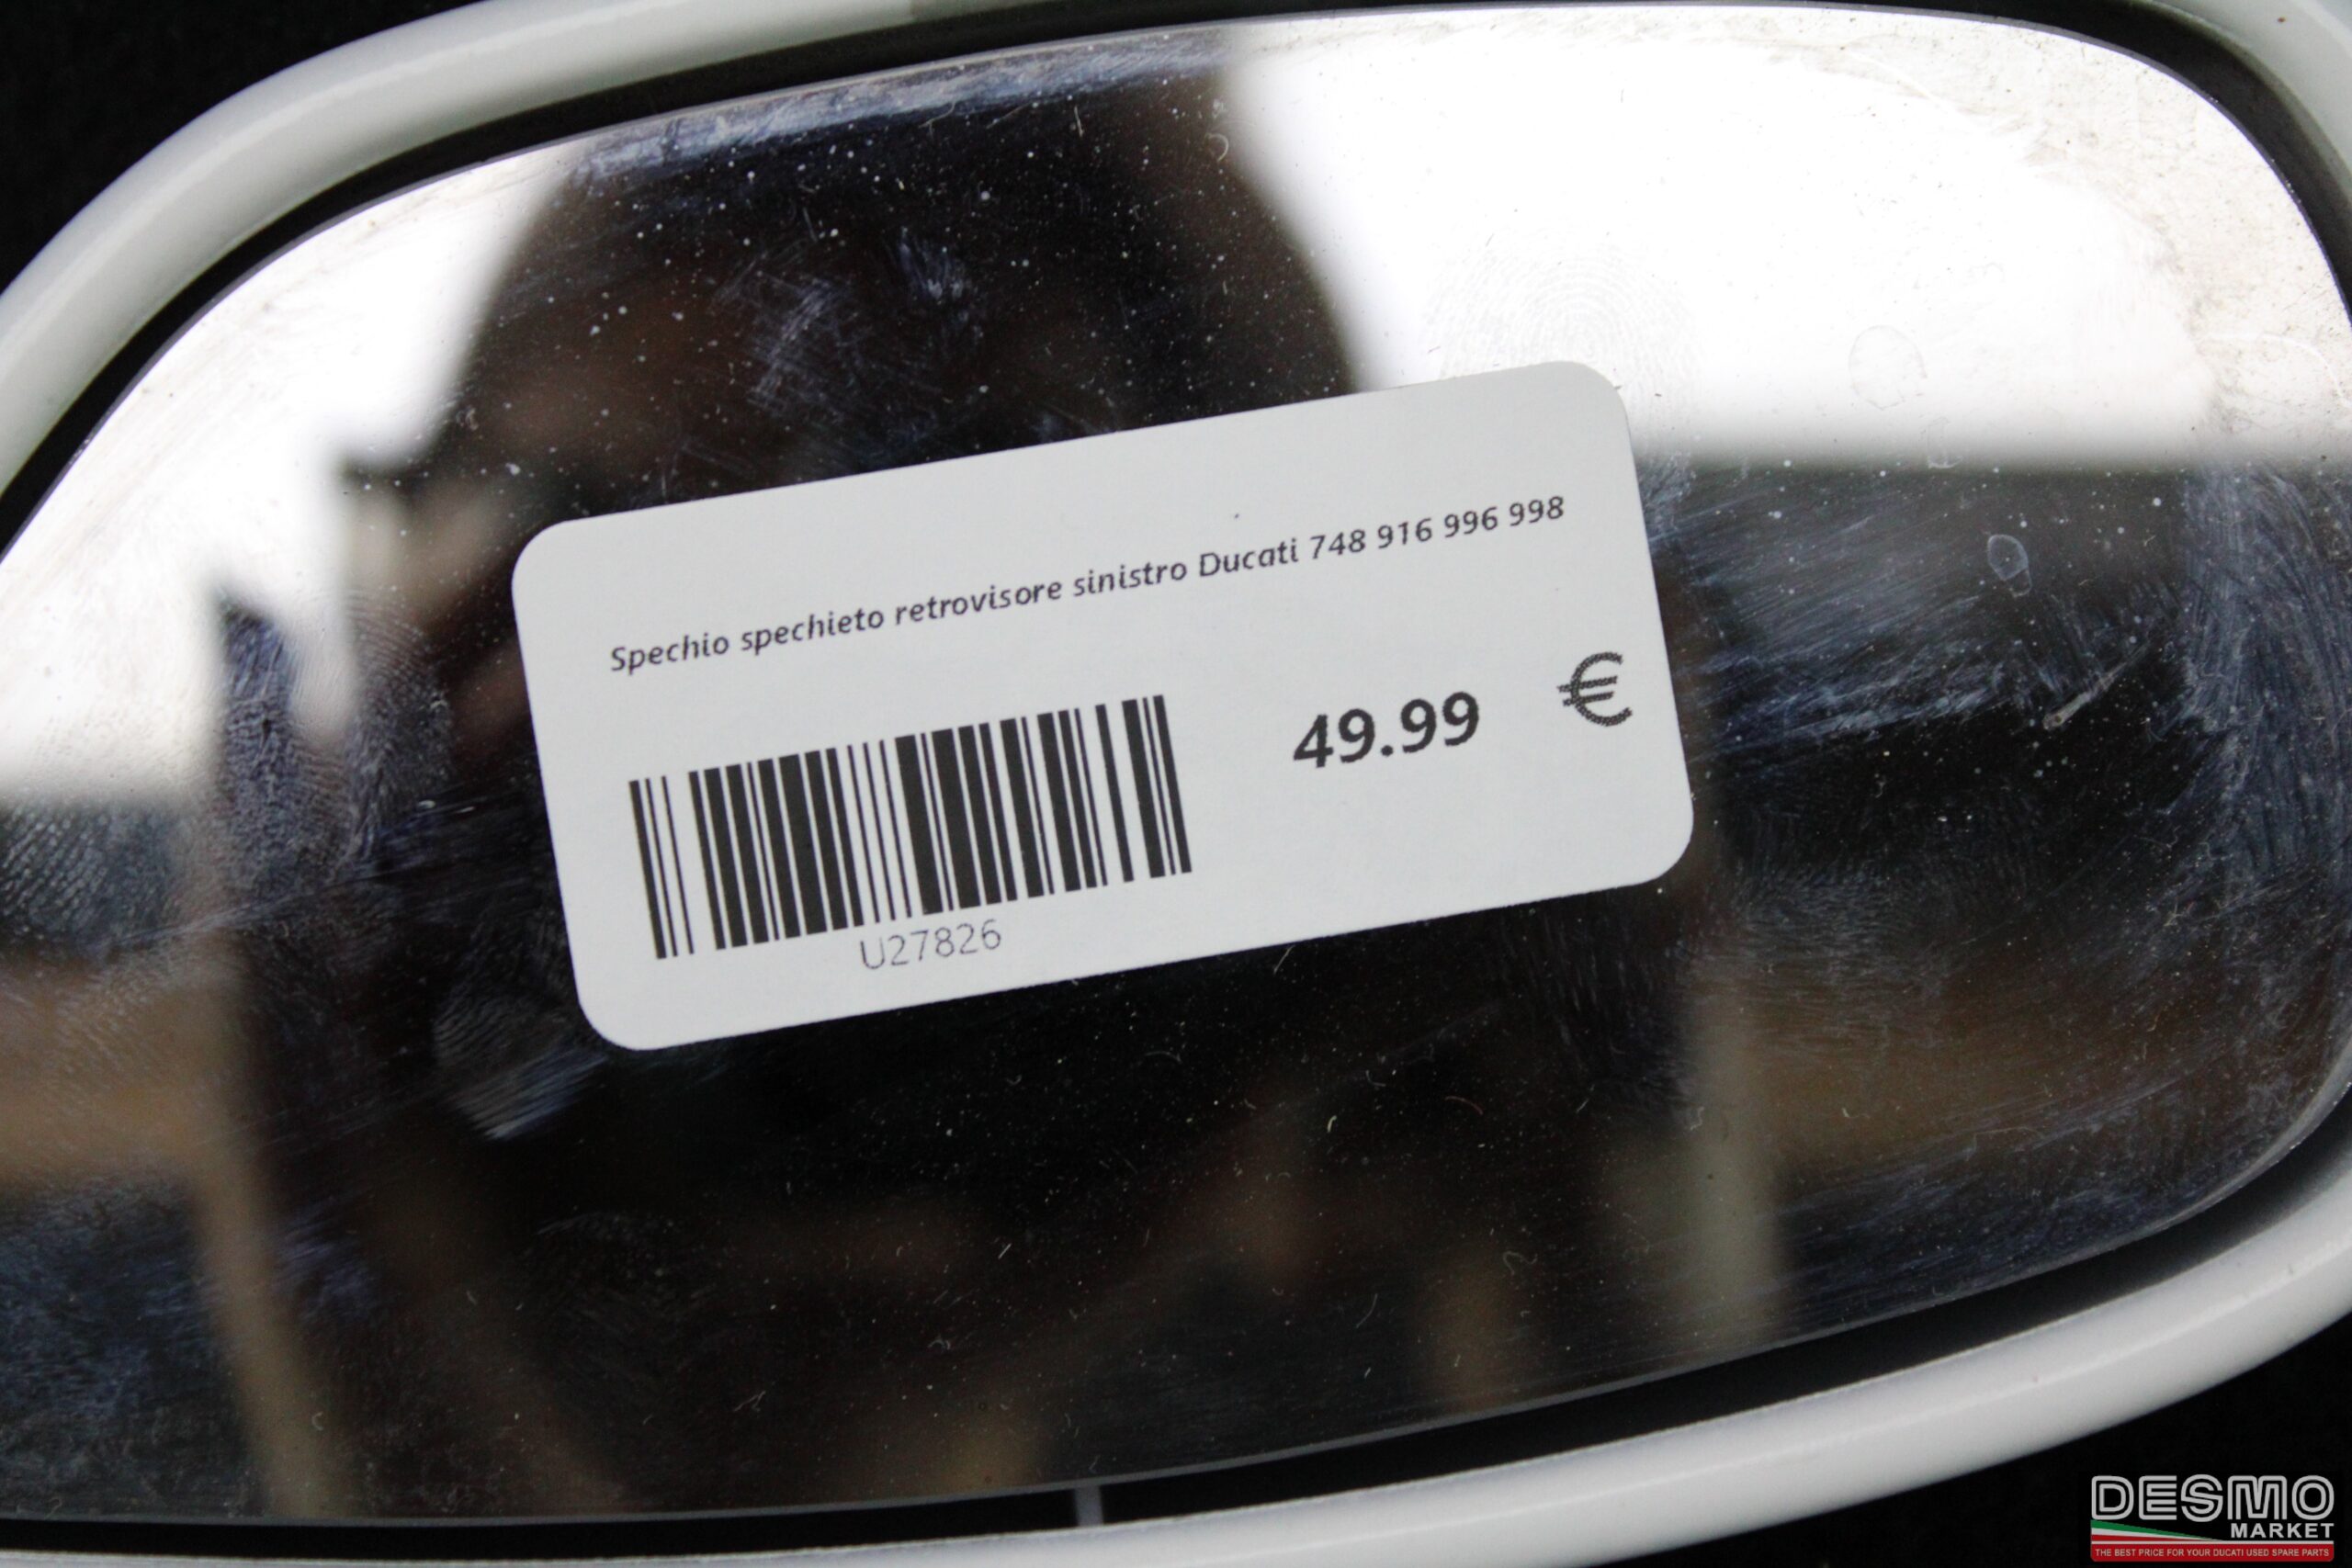 Spechio spechieto retrovisore sinistro Ducati 748 916 996 998
49.99 €
U27826
DESMO
MARKET
THE BEST PRICE FOR YOUR DUCATI USED SPARE PARTS